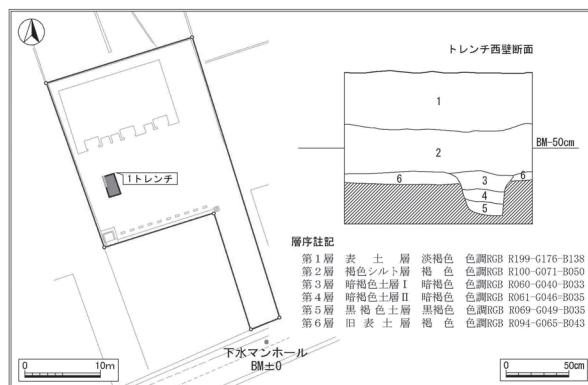 トレンチ西壁断面
1
2
BM-50cm
6
3
6
4
5
1トレンチ
層序註記
第1層 表土層 淡褐色 色調RGB R199-G176-B138
第2層 褐色シルト層 褐色 色調RGB R100-G071-B050
第3層 暗褐色土層Ⅰ 暗褐色 色調RGB R060-G040-B033
第4層 暗褐色土層Ⅱ 暗褐色 色調RGB R061-G046=B035
第5層 黒褐色土層 黒褐色 色調RGB R069-G049-B035
第6層 旧表土層 褐色 色調RGB R094-G065-B043
下水マンホール
BM±0
0 10m
0 50cm